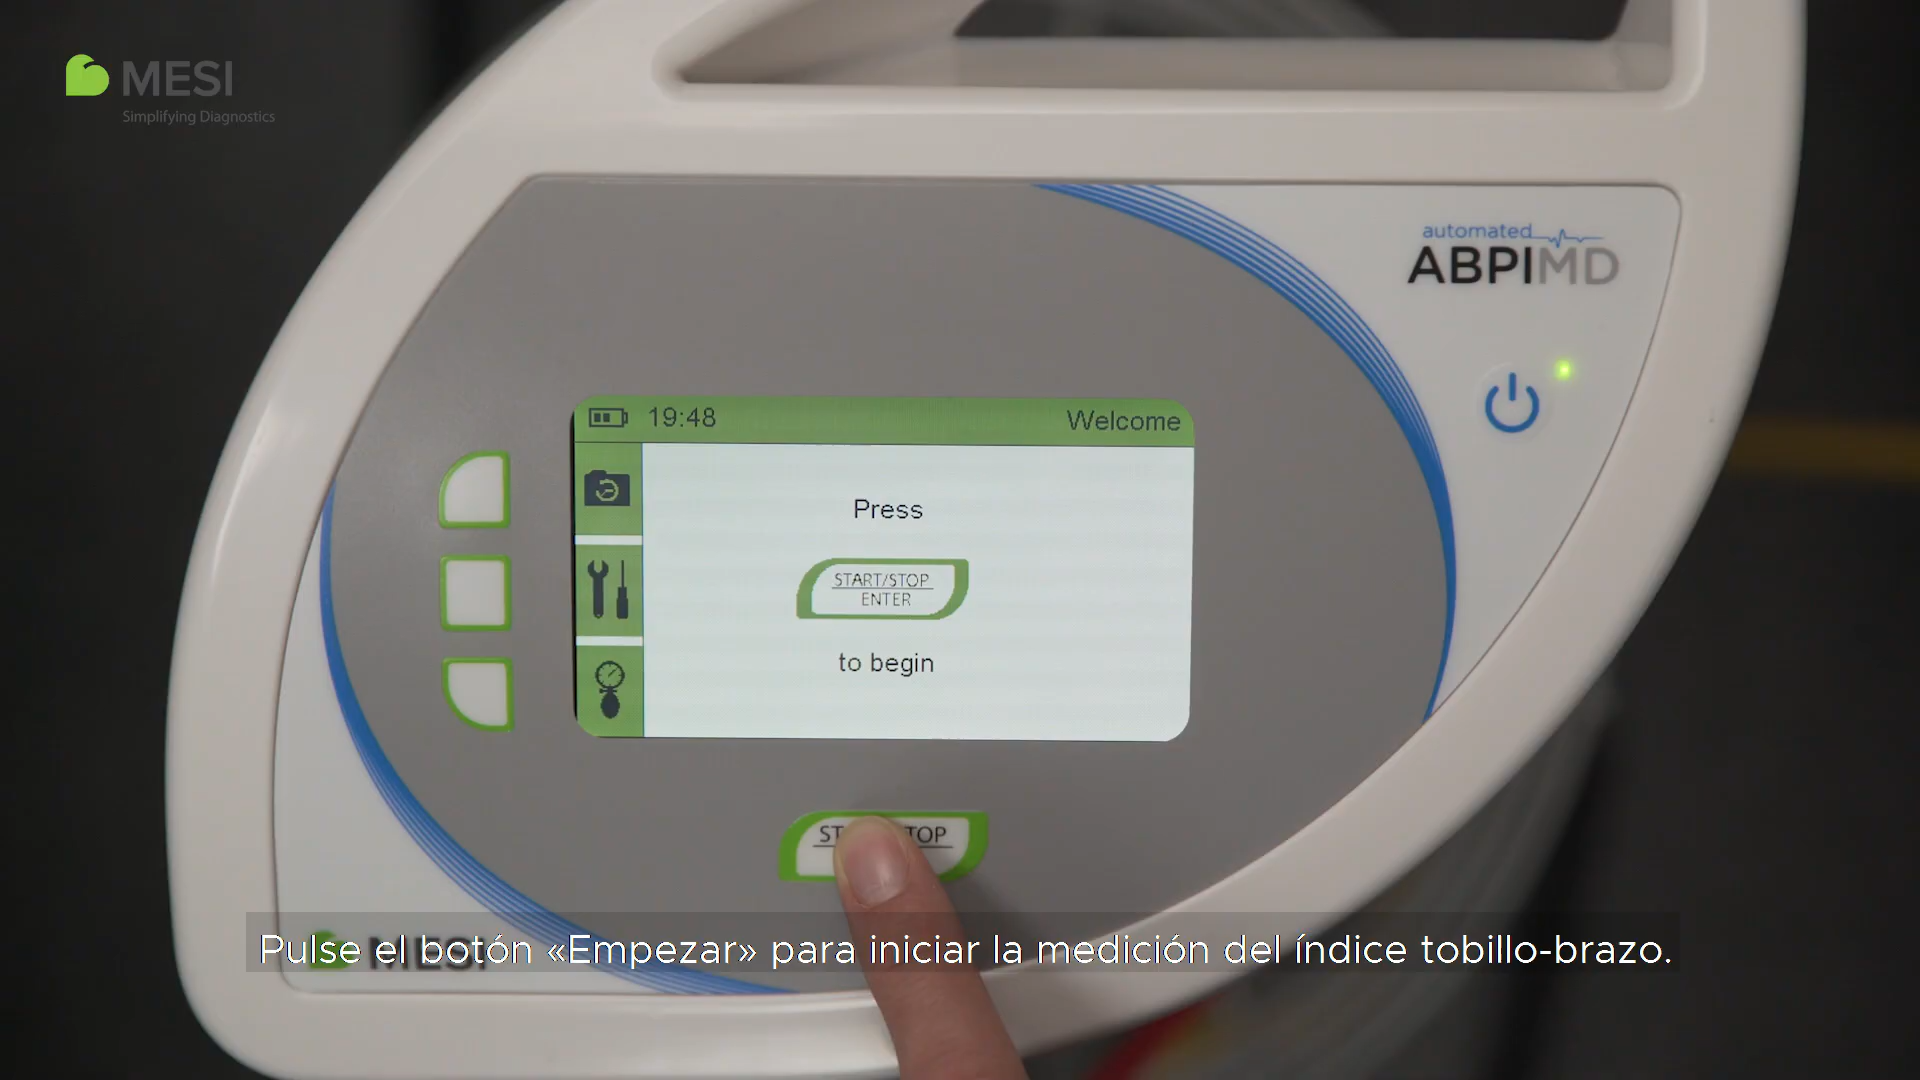 MESI
Simplifying Diagnostics
automated
ABPIMD
19:48
Welcome
Press
START/STOP
ENTER
to begin
MESI
Pulse el botón «Empezar» para iniciar la medición del índice tobillo-brazo.